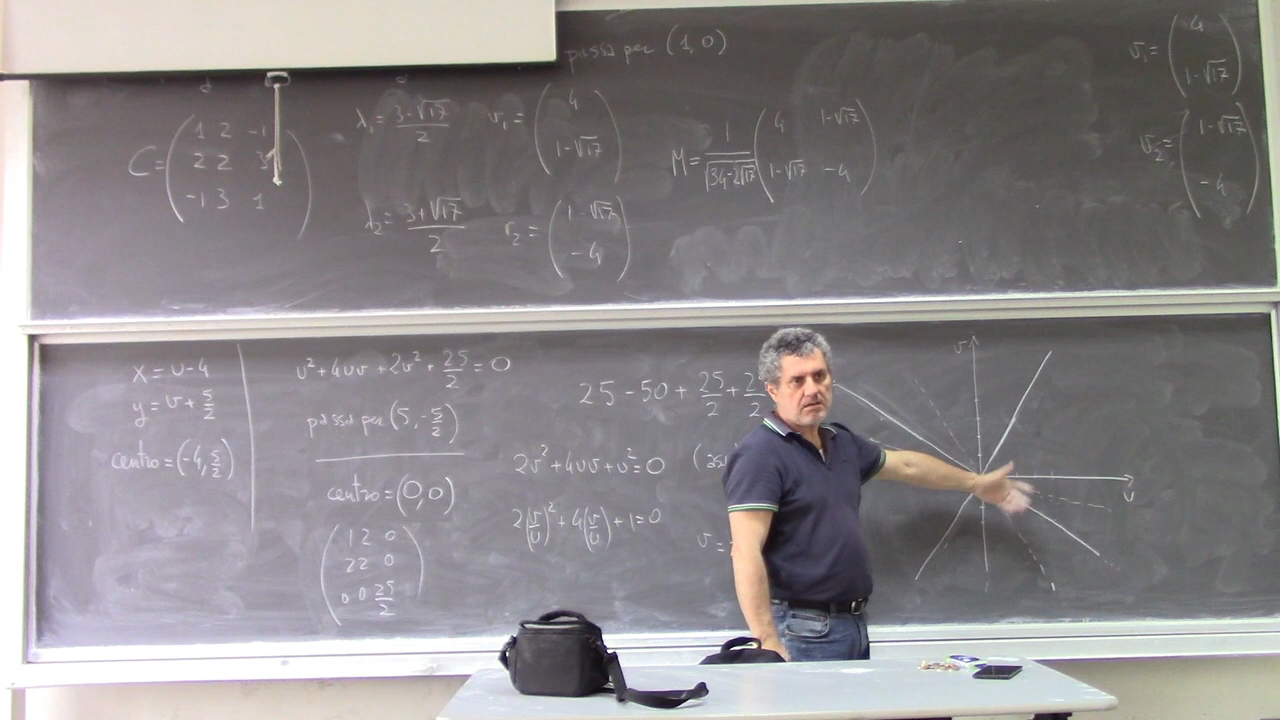 passa per (1,0)
C = ( 1 2 -1
2 2 3
-1 3 1 )
λ₁ = (3-√17)/2
v₁ = ( 4
1-√17 )
λ₂ = (3+√17)/2
v₂ = ( 1-√17
-4 )
M = 1/√(34-2√17) ( 4 1-√17
1-√17 -4 )
v₁ = ( 4
1-√17 )
v₂ = ( 1-√17
-4 )
x = u-4
y = v + 5/2
centro = (-4, 5/2)
u² + 4uv + 2v² + 25/2 = 0
passa per (5, -5/2)
centro = (0,0)
( 1 2 0
2 2 0
0 0 25/2 )
25 - 50 + 25/2 +
2v² + 4uv + u² = 0
2(v/u)² + 4(v/u) + 1 = 0
v =
v
u